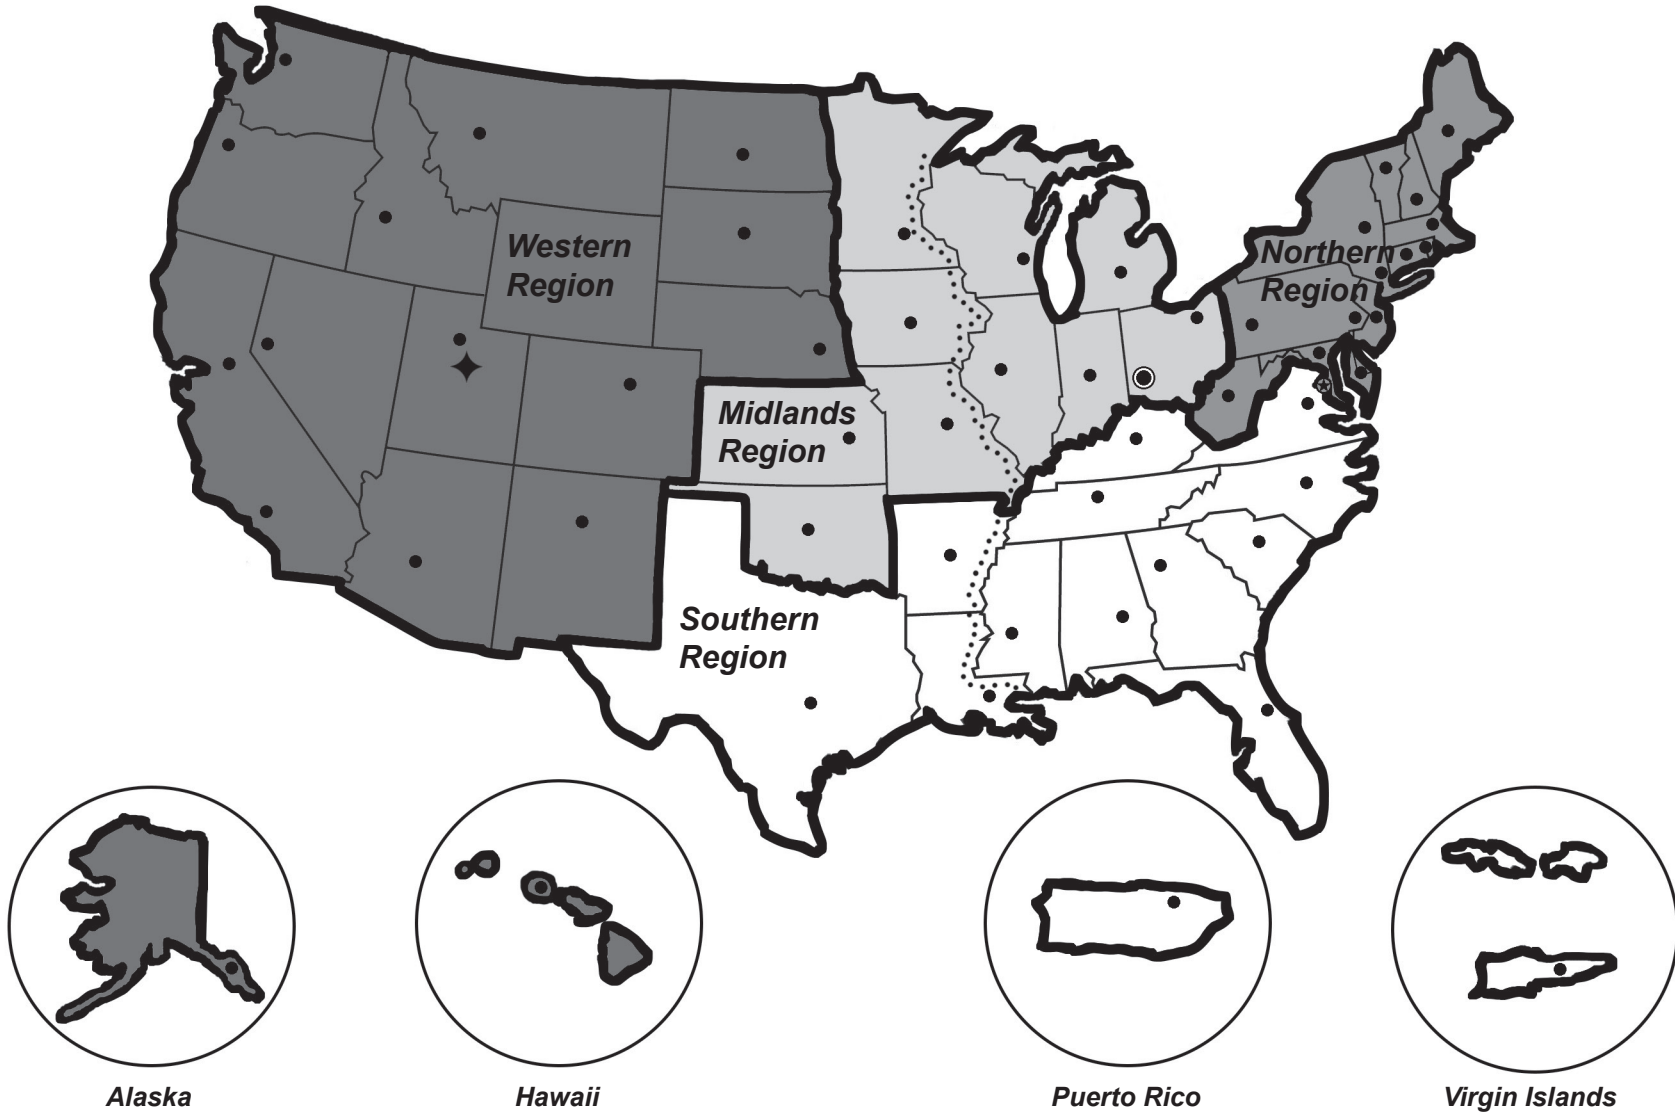 Western
Region
Northern
Region
Midlands
Region
Southern
Region
Alaska
Hawaii
Puerto Rico
Virgin Islands